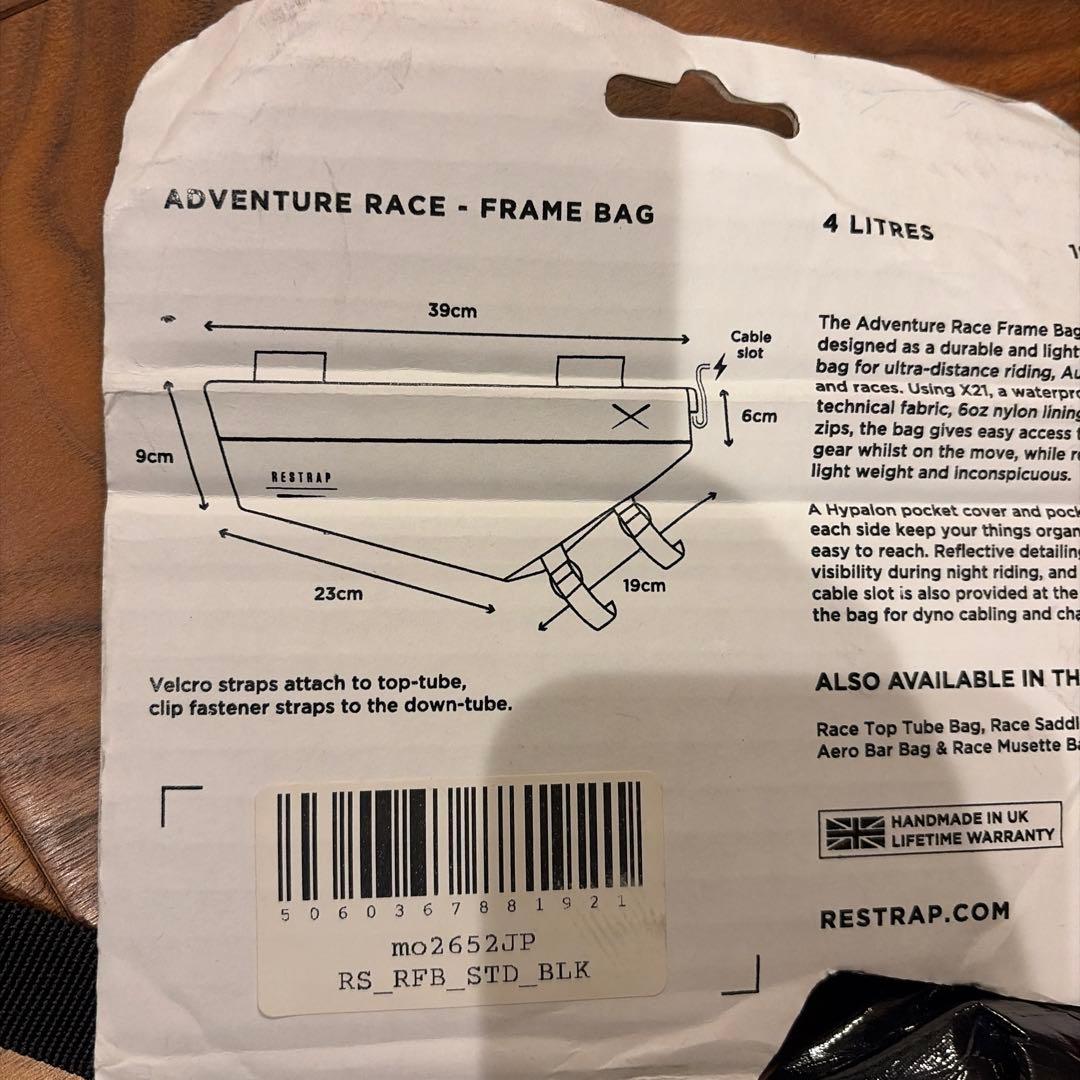 ADVENTURE RACE - FRAME BAG
39cm
Cable
slot
6cm
9cm
RESTRAP
23cm
19cm
Velcro straps attach to top-tube,
clip fastener straps to the down-tube.
5060367881921
mo2652JP
RS_RFB_STD_BLK
4 LITRES
The Adventure Race Frame Bag
designed as a durable and light
bag for ultra-distance riding, Au
and races. Using X21, a waterpro
technical fabric, 6oz nylon lining
zips, the bag gives easy access t
gear whilst on the move, while re
light weight and inconspicuous.
A Hypalon pocket cover and pock
each side keep your things organ
easy to reach. Reflective detailing
visibility during night riding, and
cable slot is also provided at the
the bag for dyno cabling and cha
ALSO AVAILABLE IN TH
Race Top Tube Bag, Race Saddl
Aero Bar Bag & Race Musette Ba
HANDMADE IN UK
LIFETIME WARRANTY
RESTRAP.COM